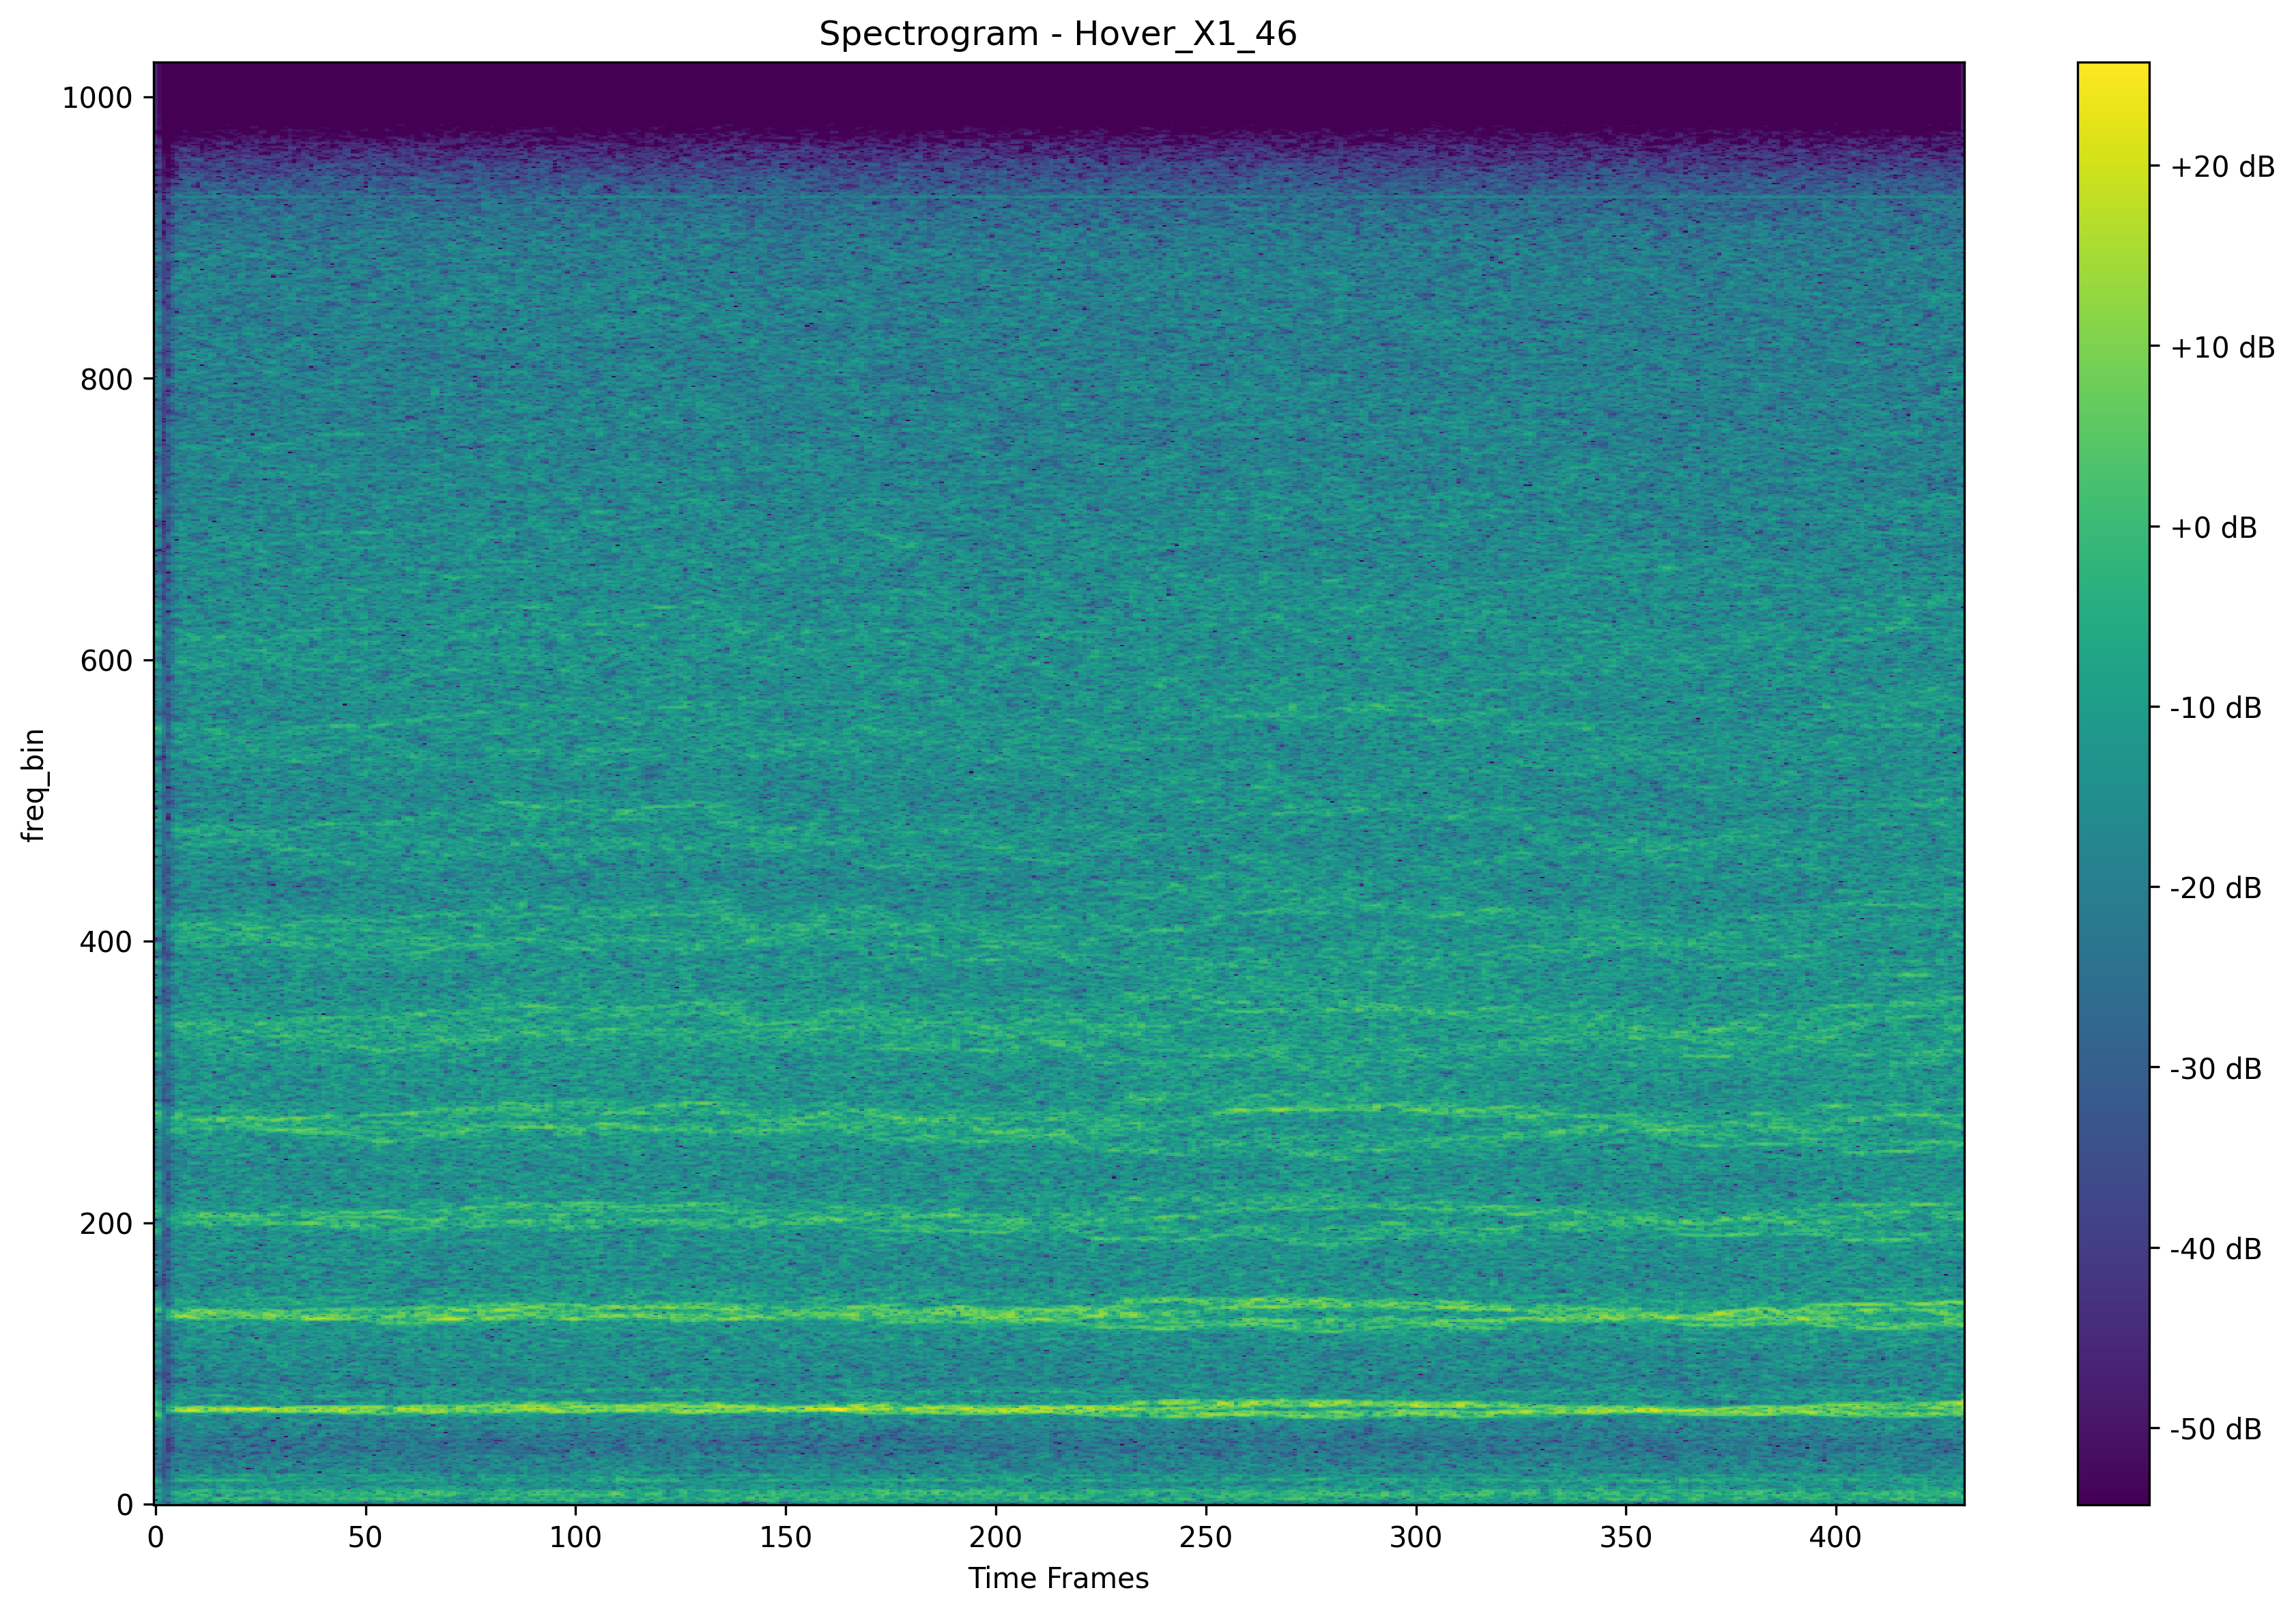 Spectrogram - Hover_X1_46
1000
800
600
400
200
0
freq_bin
0 50 100 150 200 250 300 350 400
Time Frames
+20 dB
+10 dB
+0 dB
-10 dB
-20 dB
-30 dB
-40 dB
-50 dB